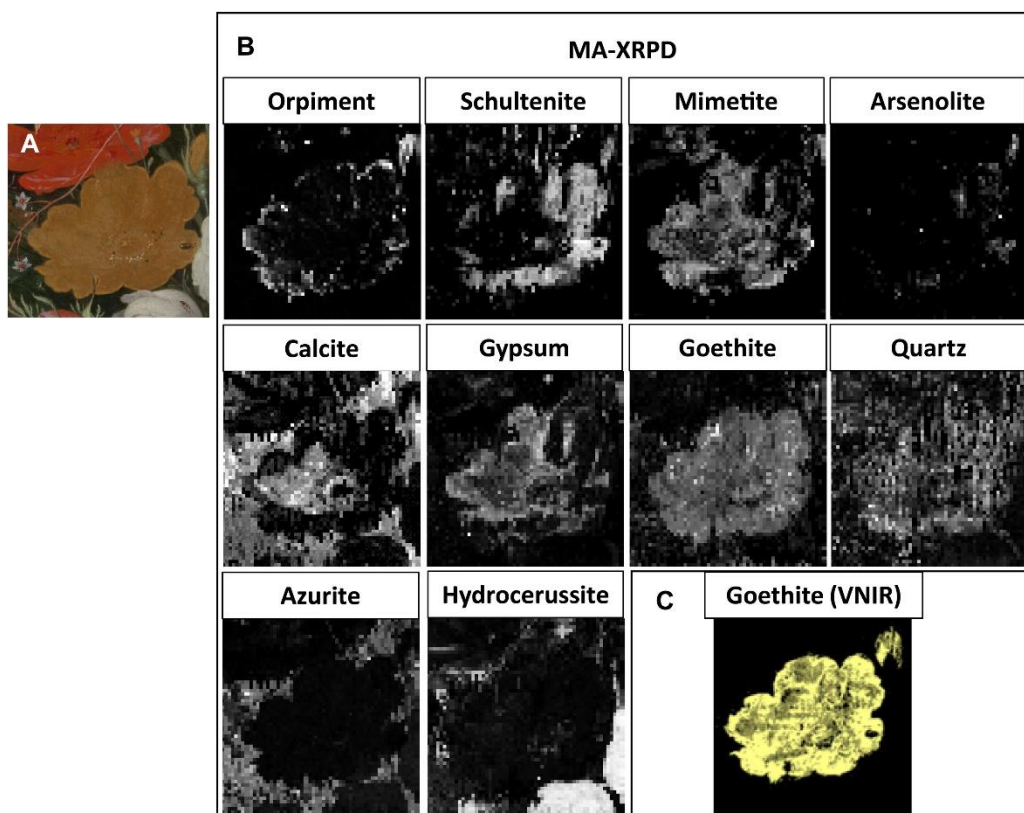 A
B
MA-XRPD
Orpiment Schultenite Mimetite Arsenolite
Calcite Gypsum Goethite Quartz
Azurite Hydrocerussite
C Goethite (VNIR)